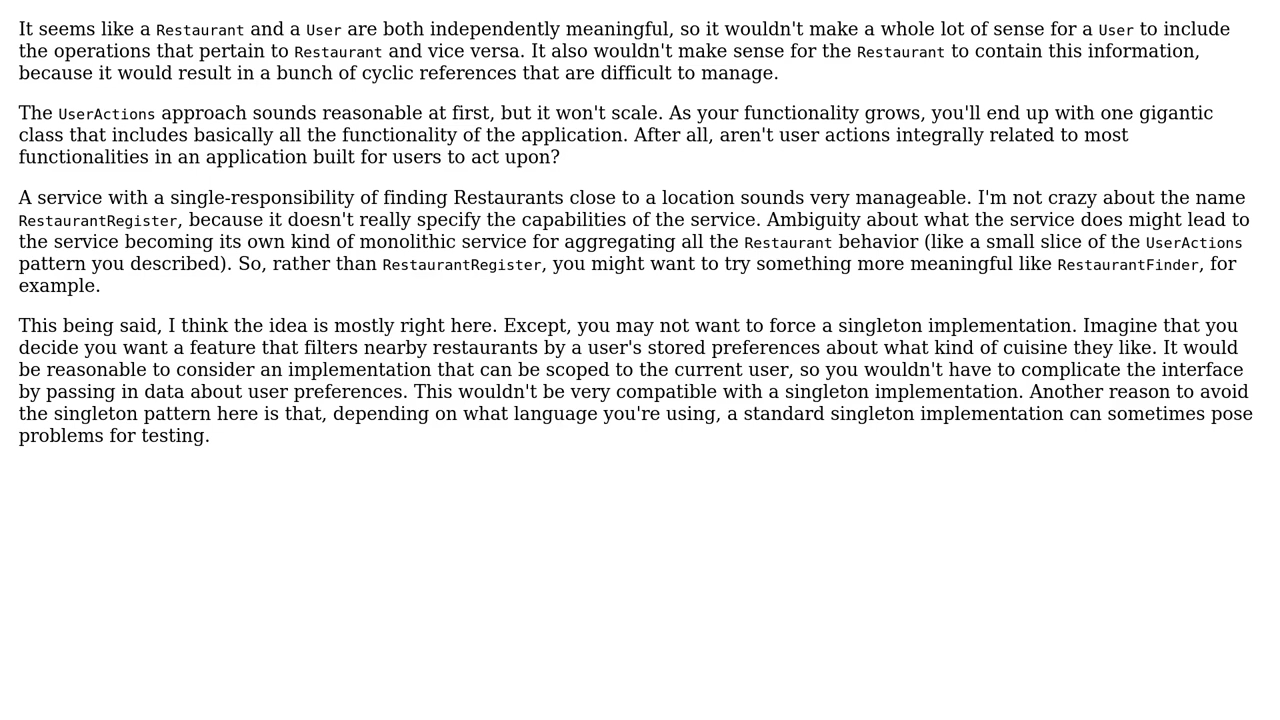 It seems like a Restaurant and a User are both independently meaningful, so it wouldn't make a whole lot of sense for a User to include
the operations that pertain to Restaurant and vice versa. It also wouldn't make sense for the Restaurant to contain this information,
because it would result in a bunch of cyclic references that are difficult to manage.
The UserActions approach sounds reasonable at first, but it won't scale. As your functionality grows, you'll end up with one gigantic
class that includes basically all the functionality of the application. After all, aren't user actions integrally related to most
functionalities in an application built for users to act upon?
A service with a single-responsibility of finding Restaurants close to a location sounds very manageable. I'm not crazy about the name
RestaurantRegister, because it doesn't really specify the capabilities of the service. Ambiguity about what the service does might lead to
the service becoming its own kind of monolithic service for aggregating all the Restaurant behavior (like a small slice of the UserActions
pattern you described). So, rather than RestaurantRegister, you might want to try something more meaningful like RestaurantFinder, for
example.
This being said, I think the idea is mostly right here. Except, you may not want to force a singleton implementation. Imagine that you
decide you want a feature that filters nearby restaurants by a user's stored preferences about what kind of cuisine they like. It would
be reasonable to consider an implementation that can be scoped to the current user, so you wouldn't have to complicate the interface
by passing in data about user preferences. This wouldn't be very compatible with a singleton implementation. Another reason to avoid
the singleton pattern here is that, depending on what language you're using, a standard singleton implementation can sometimes pose
problems for testing.